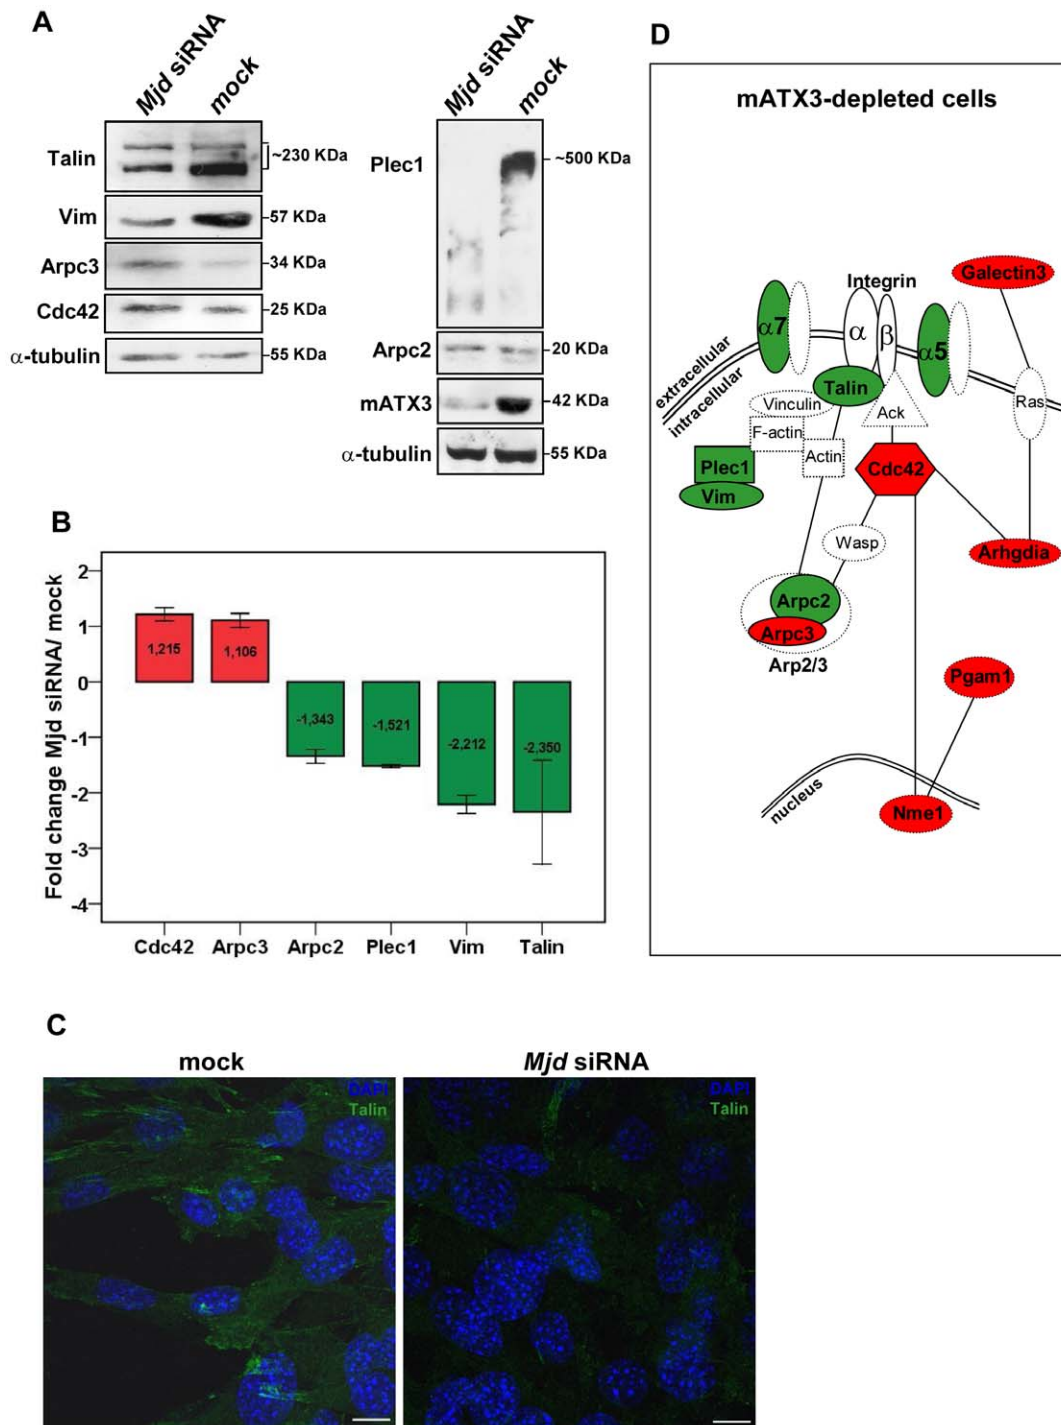 A
Mjd siRNA
mock
Talin
~230 KDa
Vim
57 KDa
Arpc3
34 KDa
Cdc42
25 KDa
α-tubulin
55 KDa
Mjd siRNA
mock
Plec1
~500 KDa
Arpc2
20 KDa
mATX3
42 KDa
α-tubulin
55 KDa
B
Fold change Mjd siRNA/ mock
2
1
0
-1
-2
-3
-4
1,215
1,106
-1,343
-1,521
-2,212
-2,350
Cdc42 Arpc3 Arpc2 Plec1 Vim Talin
C
mock
DAPI
Talin
Mjd siRNA
DAPI
Talin
D
mATX3-depleted cells
Galectin3
Integrin
α7
α
β
α5
extracellular
intracellular
Talin
Ras
Vinculin
Ack
F-actin
Actin
Plec1
Vim
Cdc42
Wasp
Arhgdia
Arpc2
Arpc3
Arp2/3
Pgam1
nucleus
Nme1